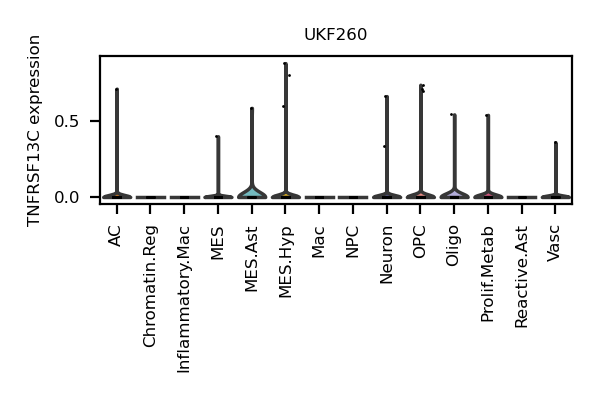 UKF260
TNFRSF13C expression
0.5
0.0
AC
Chromatin.Reg
Inflammatory.Mac
MES
MES.Ast
MES.Hyp
Mac
NPC
Neuron
OPC
Oligo
Prolif.Metab
Reactive.Ast
Vasc